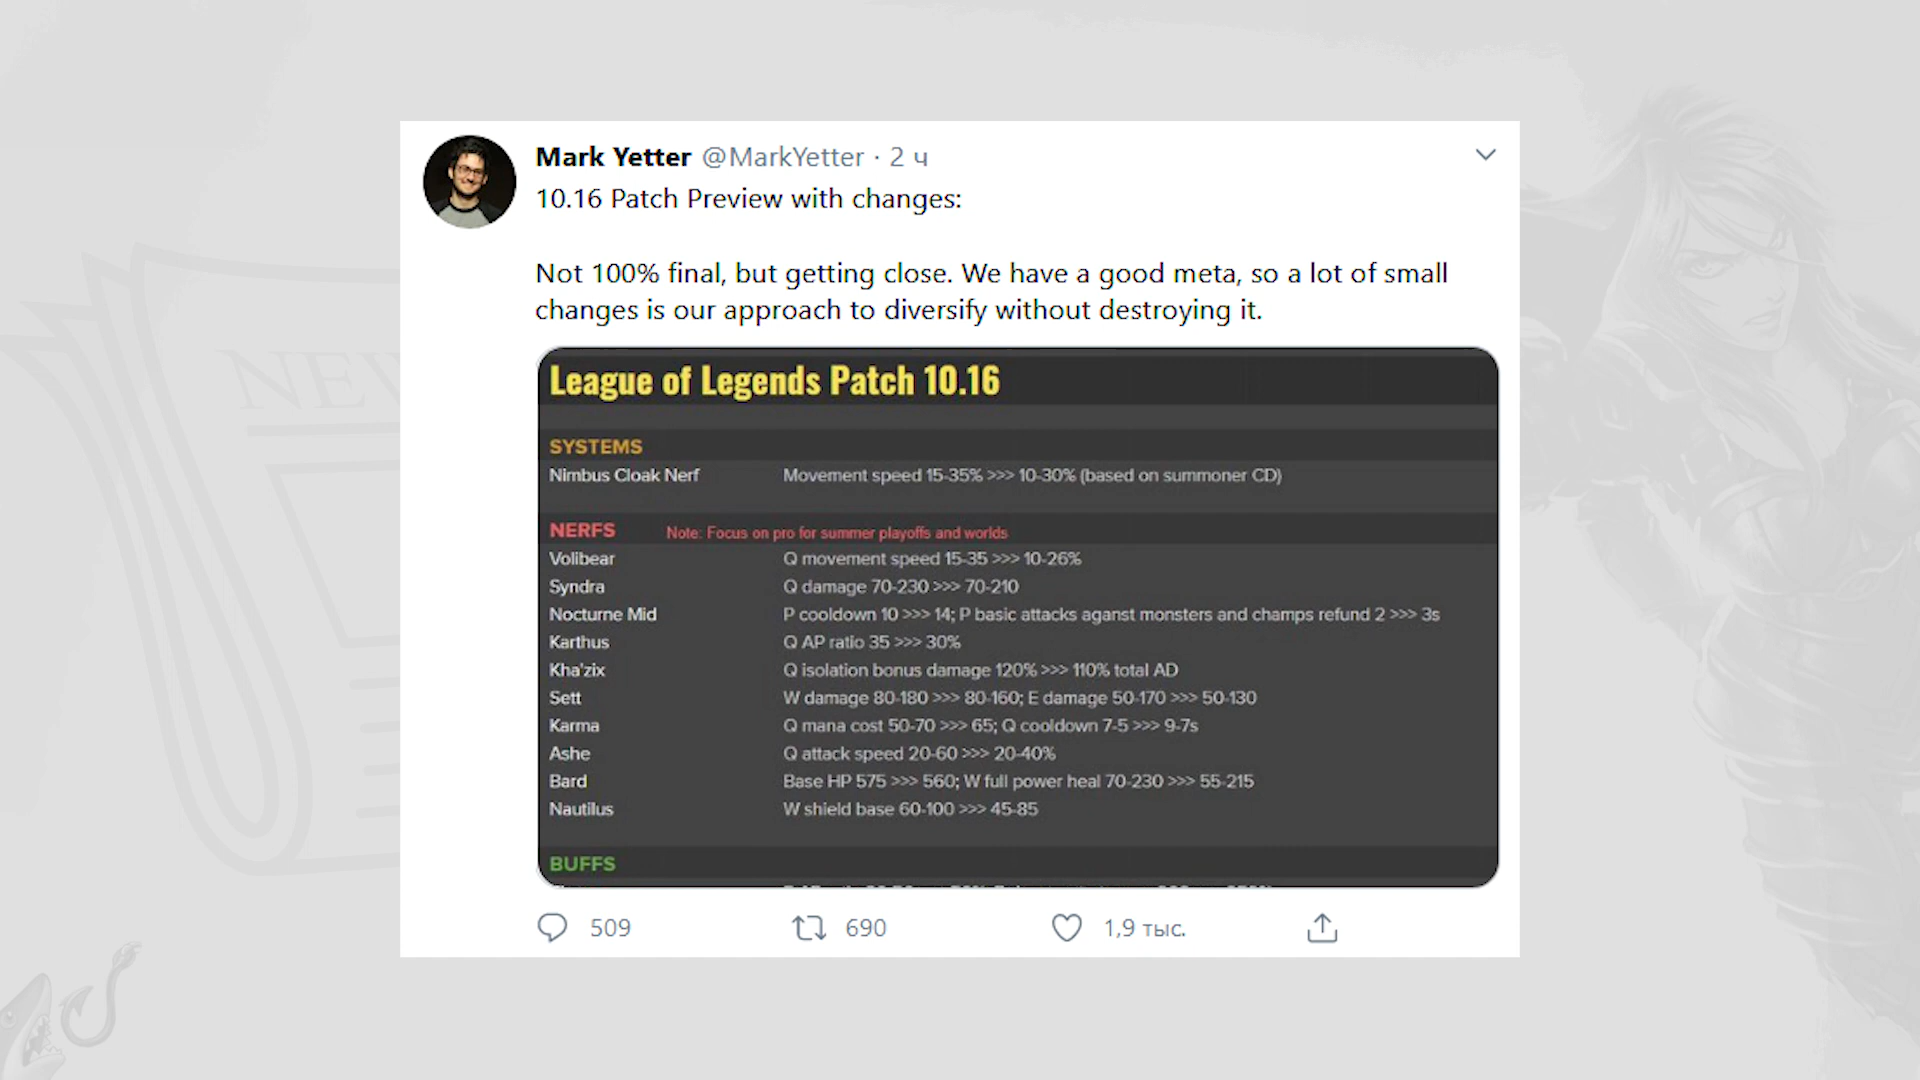 Mark Yetter @MarkYetter · 2 ч
10.16 Patch Preview with changes:
Not 100% final, but getting close. We have a good meta, so a lot of small
changes is our approach to diversify without destroying it.
League of Legends Patch 10.16
SYSTEMS
Nimbus Cloak Nerf Movement speed 15-35% >>> 10-30% (based on summoner CD)
NERFS Note: Focus on pro for summer playoffs and worlds
Volibear Q movement speed 15-35 >>> 10-26%
Syndra Q damage 70-230 >>> 70-210
Nocturne Mid P cooldown 10 >>> 14; P basic attacks aganst monsters and champs refund 2 >>> 3s
Karthus Q AP ratio 35 >>> 30%
Kha'zix Q isolation bonus damage 120% >>> 110% total AD
Sett W damage 80-180 >>> 80-160; E damage 50-170 >>> 50-130
Karma Q mana cost 50-70 >>> 65; Q cooldown 7-5 >>> 9-7s
Ashe Q attack speed 20-60 >>> 20-40%
Bard Base HP 575 >>> 560; W full power heal 70-230 >>> 55-215
Nautilus W shield base 60-100 >>> 45-85
BUFFS
509 690 1,9 тыс.